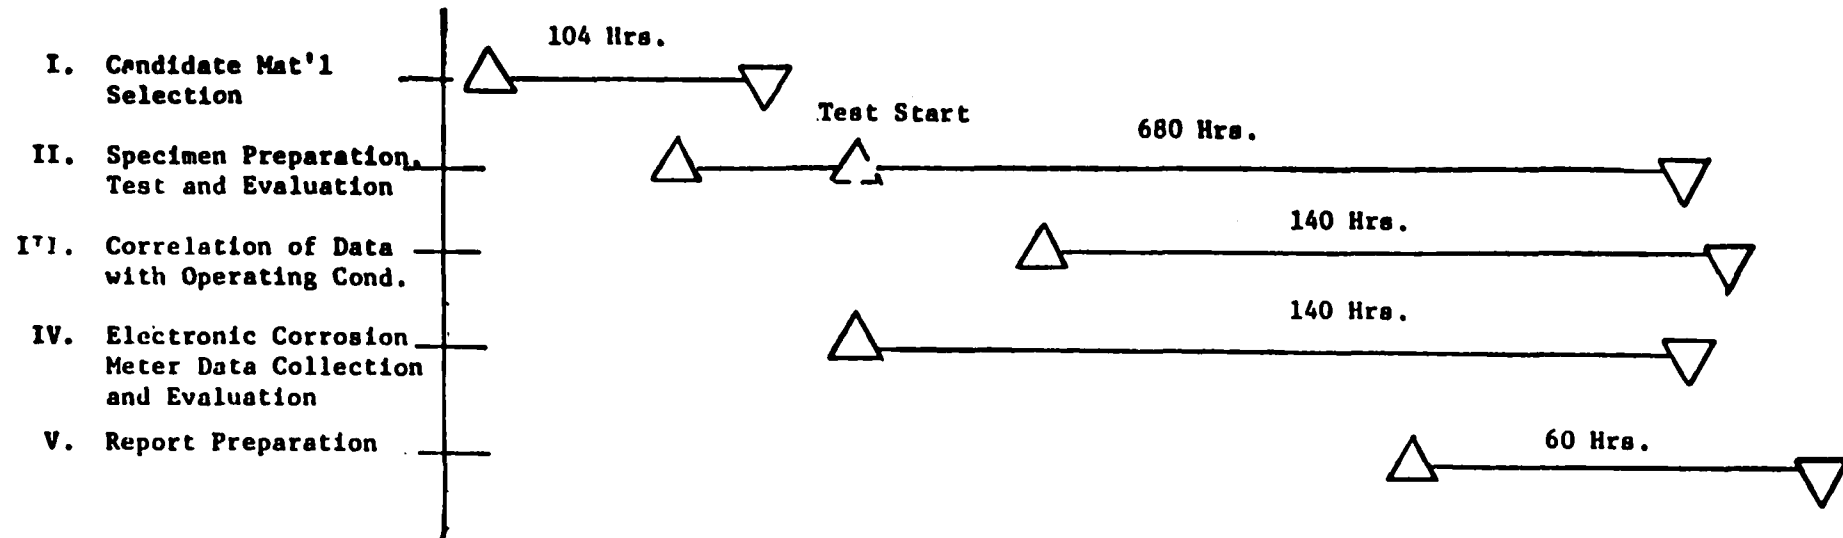 104 Hrs.
I. Candidate Mat'l
Selection
Test Start
680 Hrs.
II. Specimen Preparation,
Test and Evaluation
140 Hrs.
III. Correlation of Data
with Operating Cond.
140 Hrs.
IV. Electronic Corrosion
Meter Data Collection
and Evaluation
V. Report Preparation
60 Hrs.